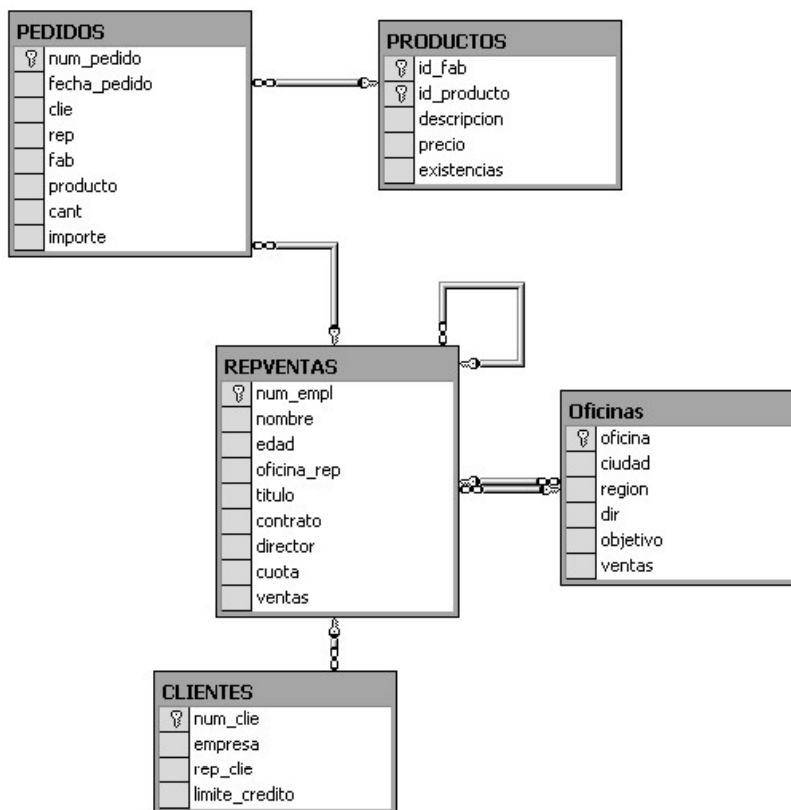 PEDIDOS
num_pedido
fecha_pedido
clie
rep
fab
producto
cant
importe
PRODUCTOS
id_fab
id_producto
descripcion
precio
existencias
REPVENTAS
num_empl
nombre
edad
oficina_rep
titulo
contrato
director
cuota
ventas
Oficinas
oficina
ciudad
region
dir
objetivo
ventas
CLIENTES
num_clie
empresa
rep_clie
limite_credito